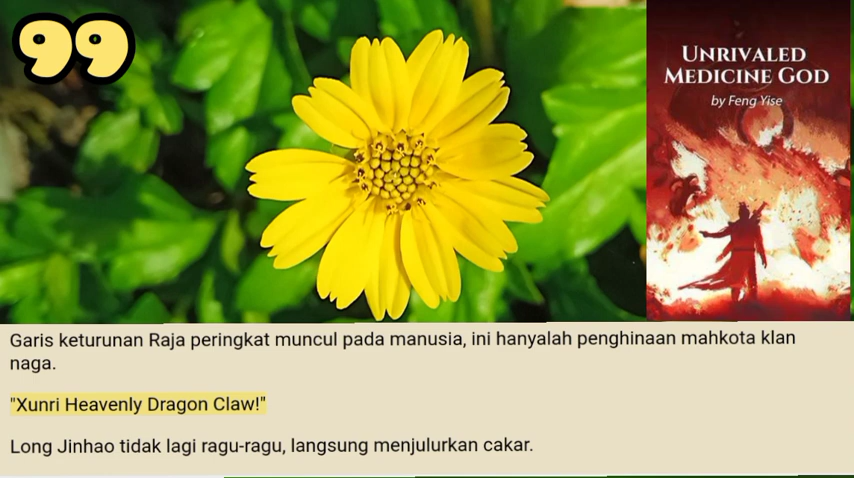 99
UNRIVALED
MEDICINE GOD
by Feng Yise
Garis keturunan Raja peringkat muncul pada manusia, ini hanyalah penghinaan mahkota klan
naga.
"Xunri Heavenly Dragon Claw!"
Long Jinhao tidak lagi ragu-ragu, langsung menjulurkan cakar.